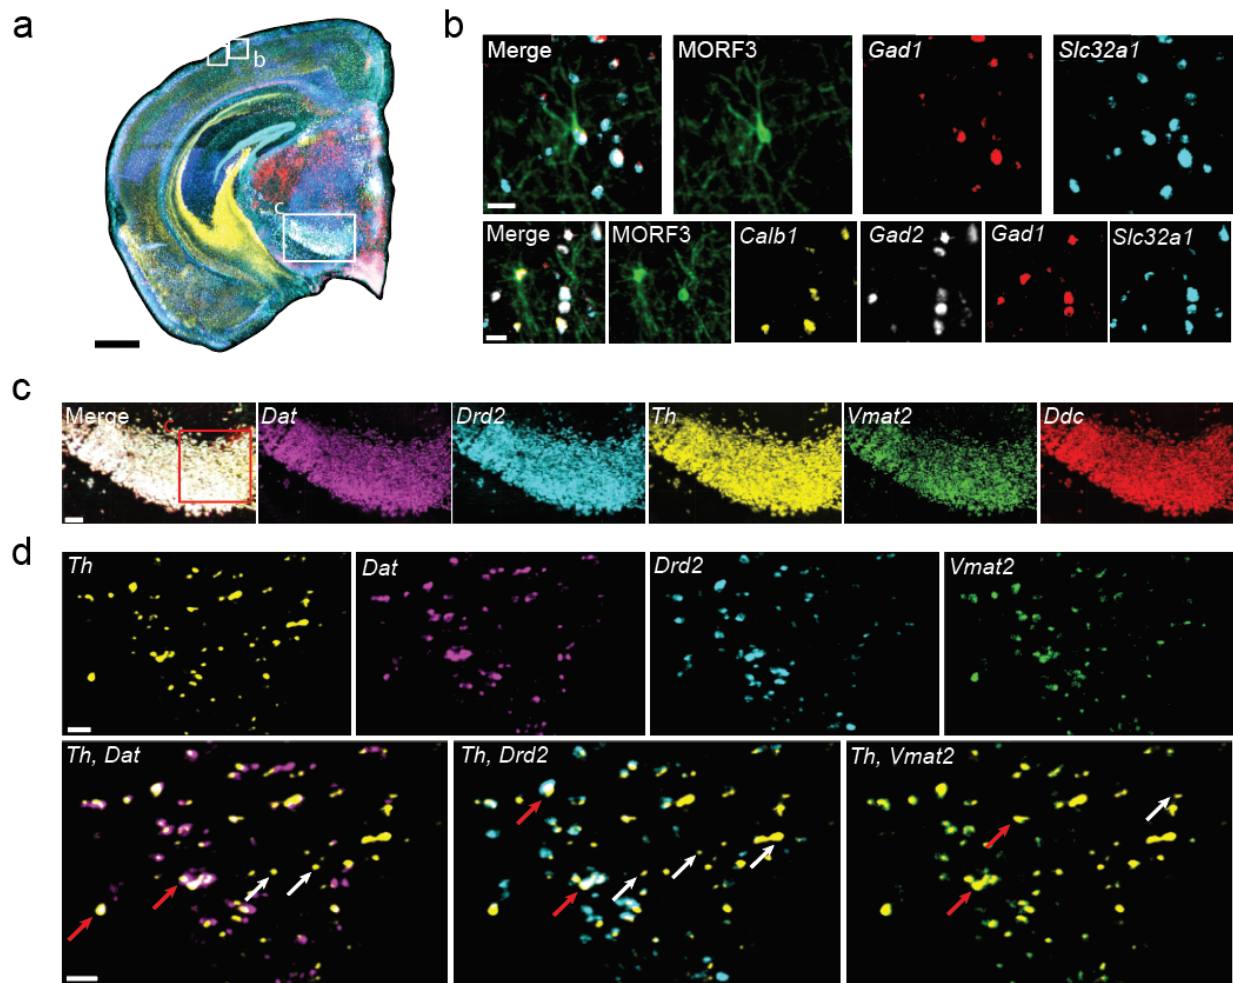 a
b
c
b
Merge MORF3 Gad1 Slc32a1
Merge MORF3 Calb1 Gad2 Gad1 Slc32a1
c
Merge Dat Drd2 Th Vmat2 Ddc
c
d
Th Dat Drd2 Vmat2
Th, Dat Th, Drd2 Th, Vmat2